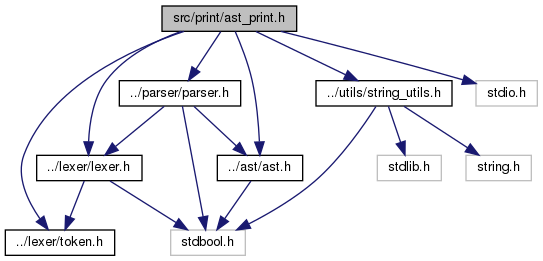 src/print/ast_print.h
../parser/parser.h
../utils/string_utils.h
stdio.h
../lexer/lexer.h
../ast/ast.h
stdlib.h
string.h
../lexer/token.h
stdbool.h